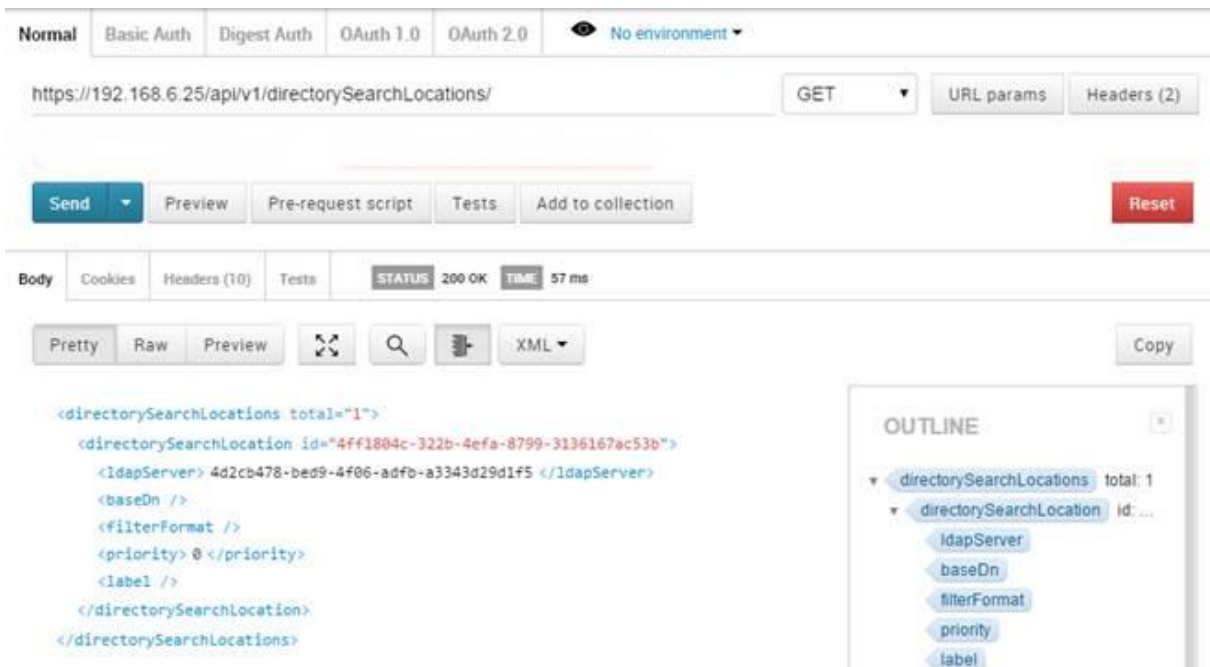 Normal Basic Auth Digest Auth OAuth 1.0 OAuth 2.0 No environment
https://192.168.6.25/api/v1/directorySearchLocations/ GET URL params Headers (2)
Send Preview Pre-request script Tests Add to collection Reset
Body Cookies Headers (10) Tests STATUS 200 OK TIME 57 ms
Pretty Raw Preview XML Copy
<directorySearchLocations total="1">
<directorySearchLocation id="4ff1804c-322b-4efa-8799-3136167ac53b">
<ldapServer> 4d2cb478-bed9-4f06-adfb-a3343d29d1f5 </ldapServer>
<baseDn />
<filterFormat />
<priority> 0 </priority>
<label />
</directorySearchLocation>
</directorySearchLocations>
OUTLINE
directorySearchLocations total: 1
directorySearchLocation id: ...
ldapServer
baseDn
filterFormat
priority
label